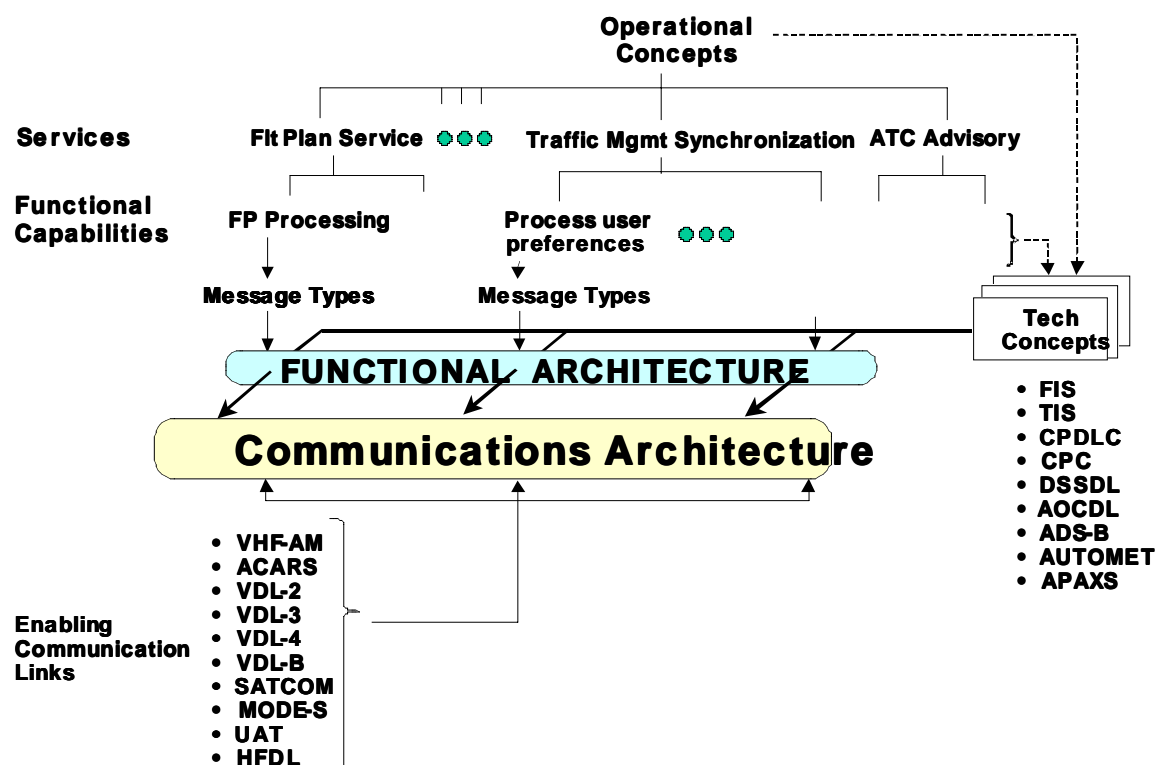 Operational
Concepts
Services
Flt Plan Service
Traffic Mgmt Synchronization
ATC Advisory
Functional
Capabilities
FP Processing
Process user
preferences
Message Types
Message Types
Tech
Concepts
FUNCTIONAL ARCHITECTURE
Communications Architecture
• FIS
• TIS
• CPDLC
• CPC
• DSSDL
• AOCDL
• ADS-B
• AUTOMET
• APAXS
Enabling
Communication
Links
• VHF-AM
• ACARS
• VDL-2
• VDL-3
• VDL-4
• VDL-B
• SATCOM
• MODE-S
• UAT
• HFDL